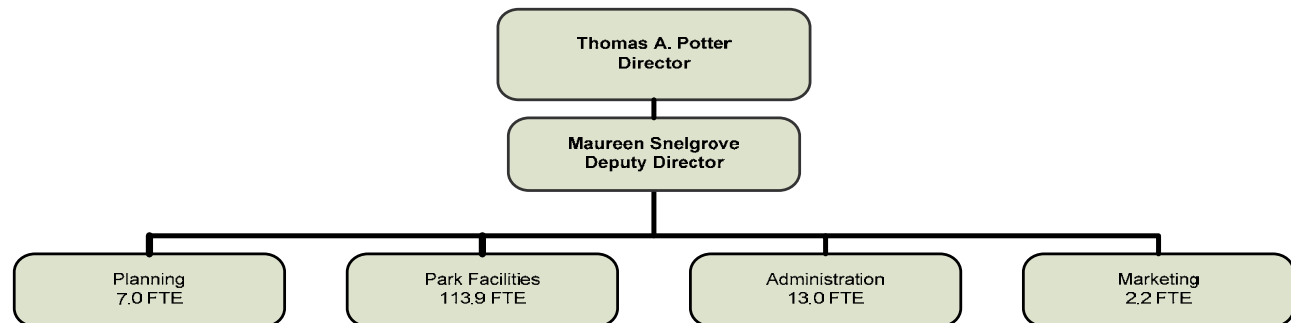 Thomas A. Potter
Director
Maureen Snelgrove
Deputy Director
Planning
7.0 FTE
Park Facilities
113.9 FTE
Administration
13.0 FTE
Marketing
2.2 FTE